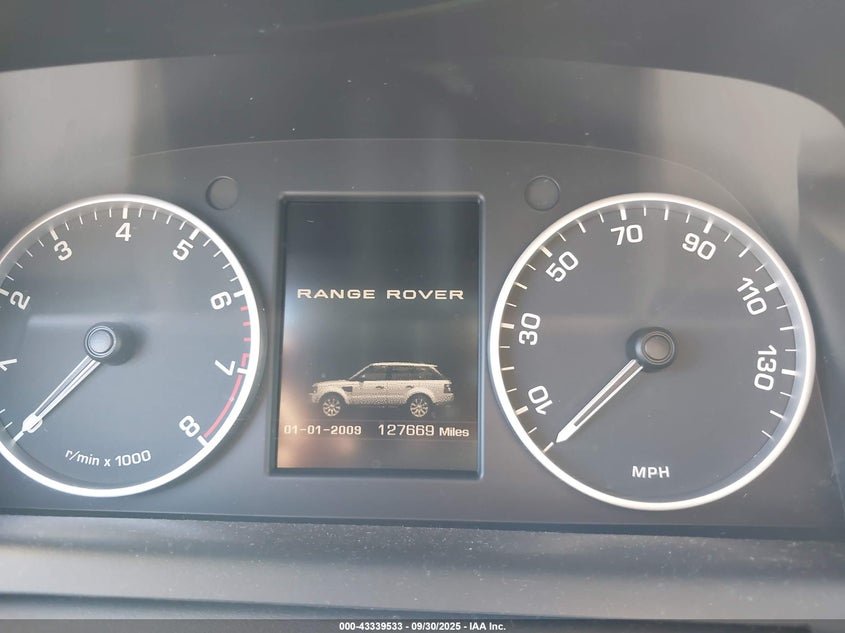 1 2 3 4 5 6 7 8
r/min x 1000
RANGE ROVER
01-01-2009 127669 Miles
10 30 50 70 90 110 130
MPH
000-43339533 - 09/30/2025 - IAA Inc.